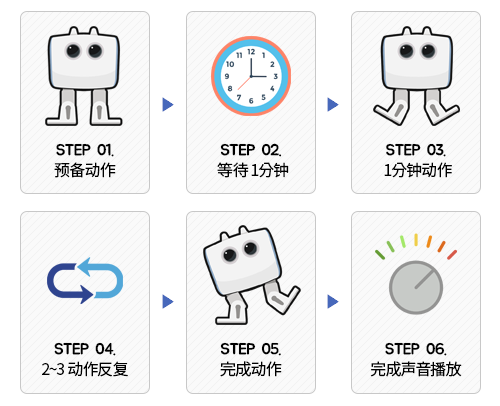 STEP 01.
预备动作
12
1
2
3
4
5
6
7
8
9
10
11
STEP 02.
等待 1分钟
STEP 03.
1分钟动作
STEP 04.
2~3 动作反复
STEP 05.
完成动作
STEP 06.
完成声音播放